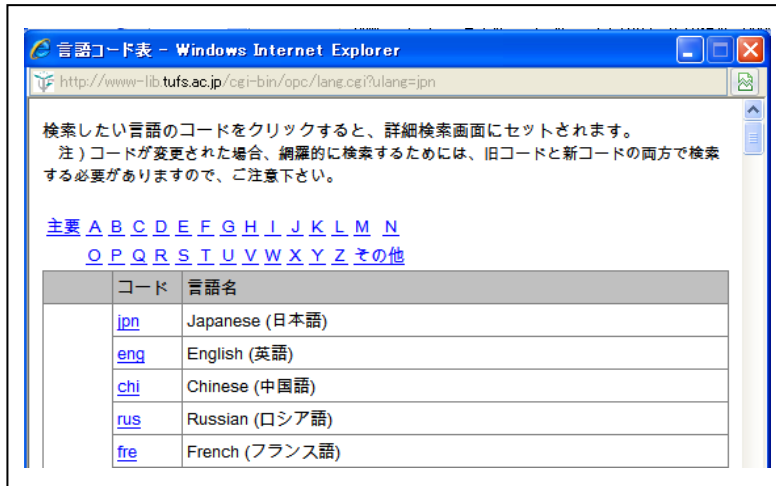 言語コード表 - Windows Internet Explorer
http://www-lib.tufs.ac.jp/cgi-bin/opc/lang.cgi?ulang=jpn
検索したい言語のコードをクリックすると、詳細検索画面にセットされます。
注）コードが変更された場合、網羅的に検索するためには、旧コードと新コードの両方で検索
する必要がありますので、ご注意下さい。
主要 A B C D E F G H I J K L M N
O P Q R S T U V W X Y Z その他
コード 言語名
jpn Japanese (日本語)
eng English (英語)
chi Chinese (中国語)
rus Russian (ロシア語)
fre French (フランス語)